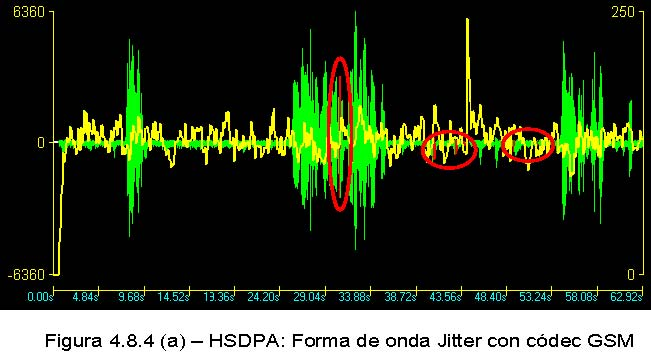 6360
250
0
-6360
0
0.00s 4.84s 9.68s 14.52s 19.36s 24.20s 29.04s 33.88s 38.72s 43.56s 48.40s 53.24s 58.08s 62.92s
Figura 4.8.4 (a) – HSDPA: Forma de onda Jitter con códec GSM